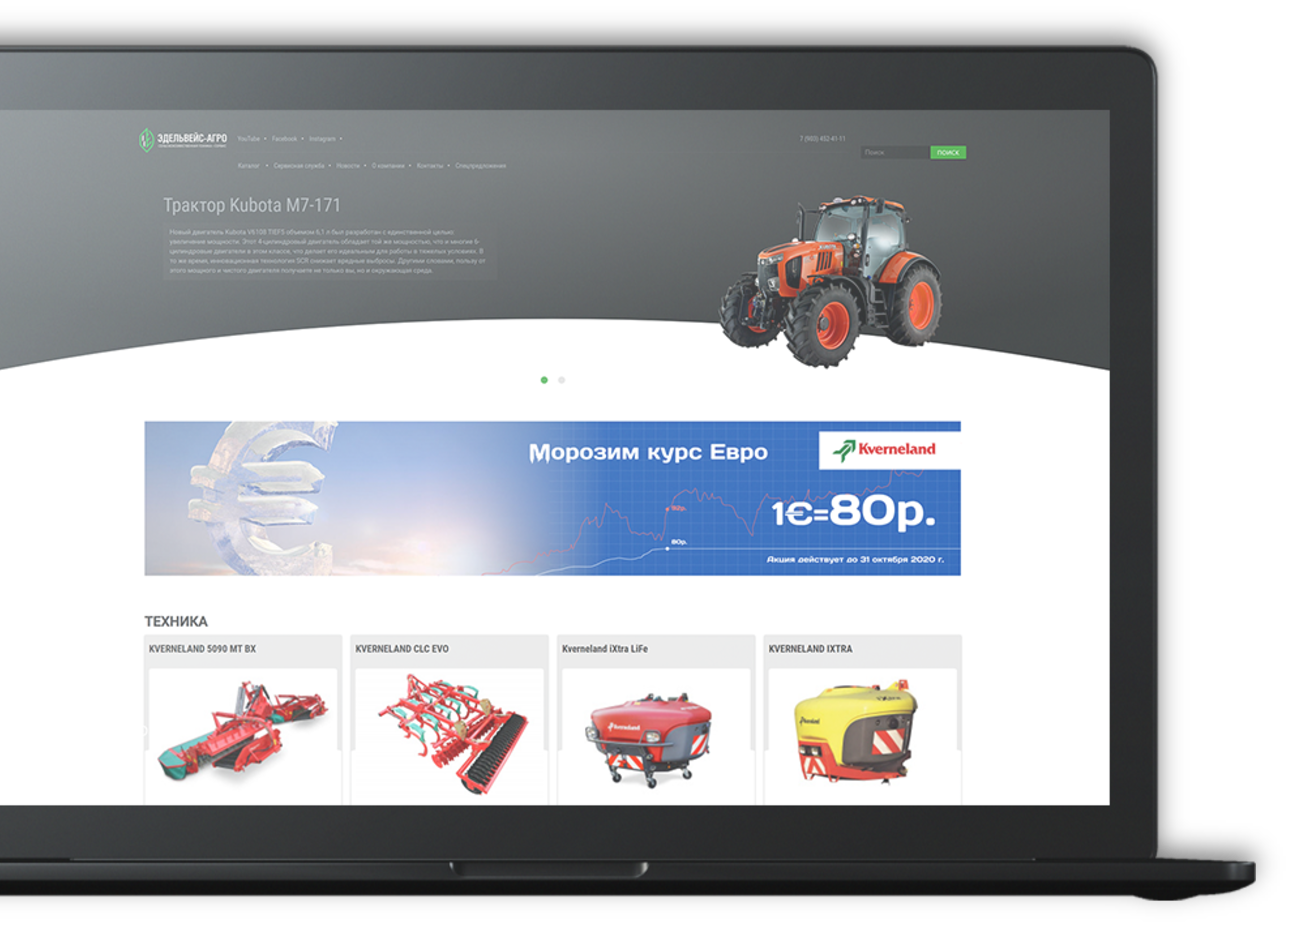 ЭДЕЛЬВЕЙС-АГРО
YouTube • Facebook • Instagram •
7 (903) 452-41-11
Поиск ПОИСК
Каталог • Сервисная служба • Новости • О компании • Контакты • Спецпредложения
Трактор Kubota M7-171
Новый двигатель Kubota V6108 TIEFS объемом 6,1 л был разработан с единственной целью:
увеличение мощности. Этот 4-цилиндровый двигатель обладает той же мощностью, что и многие 6-
цилиндровые двигатели в этом классе, что делает его идеальным для работы в тяжелых условиях. В
то же время, инновационная технология SCR снижает вредные выбросы. Другими словами, пользу от
этого мощного и чистого двигателя получаете не только вы, но и окружающая среда.
KUBOTA
Морозим курс Евро
Kverneland
1€=80р.
80р.
Акция действует до 31 октября 2020 г.
ТЕХНИКА
KVERNELAND 5090 MT BX
KVERNELAND CLC EVO
Kverneland iXtra LiFe
KVERNELAND IXTRA
Kverneland
Kverneland